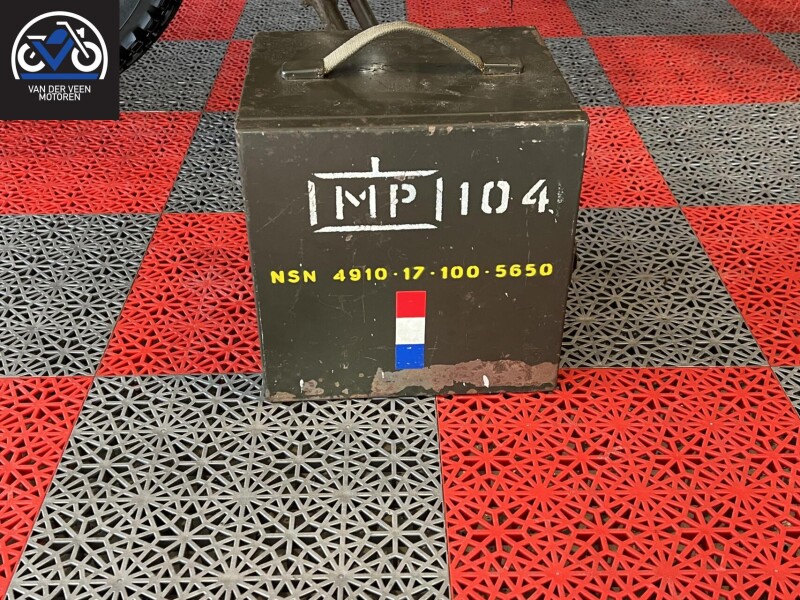 VAN DER VEEN
MOTOREN
MP 104
NSN 4910-17-100-5650